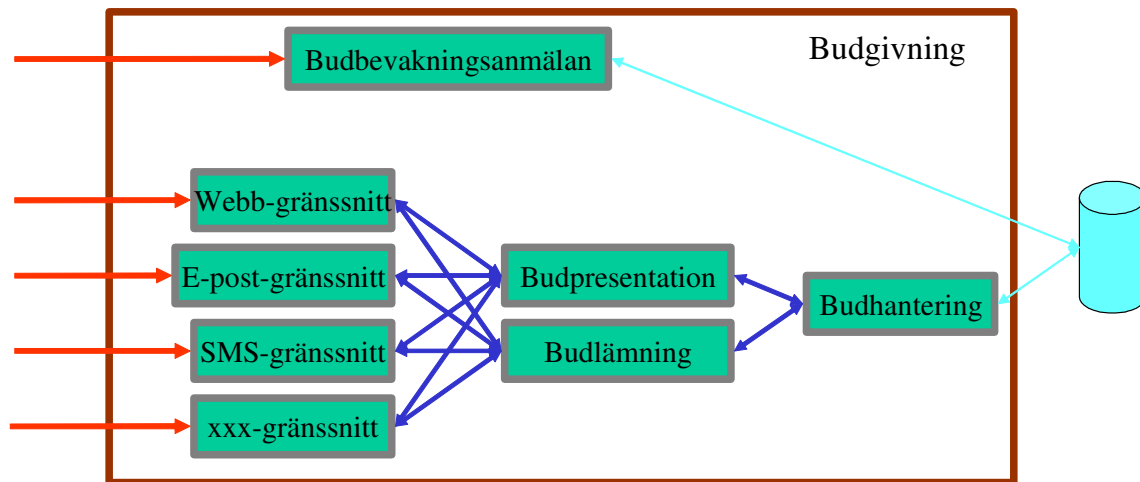 Budgivning
Budbevakningsanmälan
Webb-gränssnitt
E-post-gränssnitt
Budpresentation
Budhantering
SMS-gränssnitt
Budlämning
xxx-gränssnitt